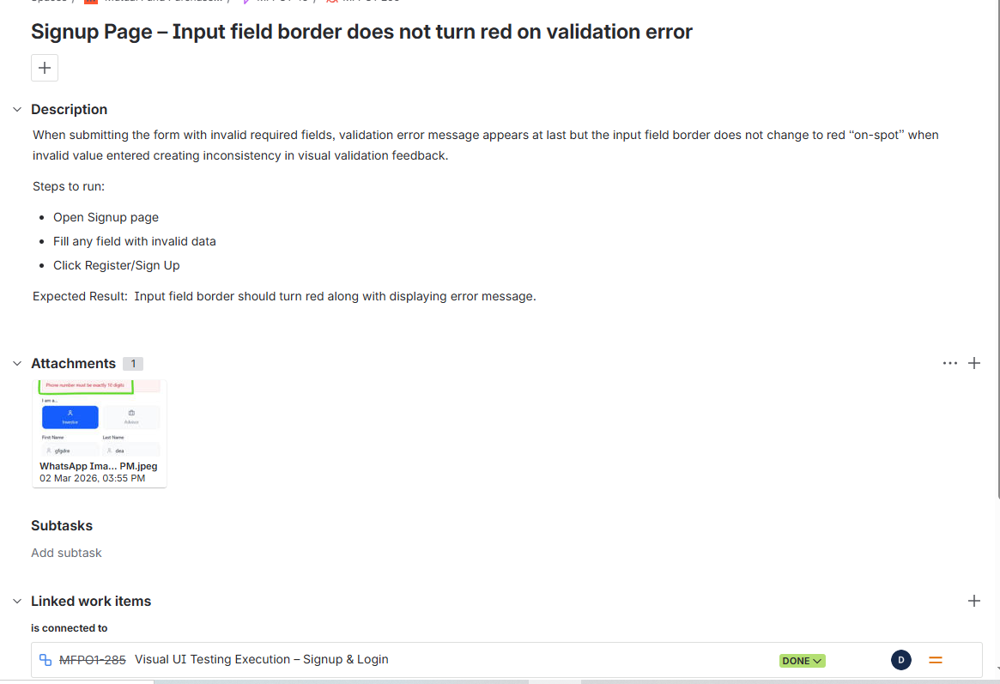 Signup Page – Input field border does not turn red on validation error
Description
When submitting the form with invalid required fields, validation error message appears at last but the input field border does not change to red “on-spot” when
invalid value entered creating inconsistency in visual validation feedback.
Steps to run:
• Open Signup page
• Fill any field with invalid data
• Click Register/Sign Up
Expected Result:  Input field border should turn red along with displaying error message.
Attachments 1
Phone number must be exactly 10 digits
I am a...
Investor Advisor
First Name Last Name
gfgdre dea
WhatsApp Ima... PM.jpeg
02 Mar 2026, 03:55 PM
Subtasks
Add subtask
Linked work items
is connected to
MFPO1-285 Visual UI Testing Execution – Signup & Login DONE D